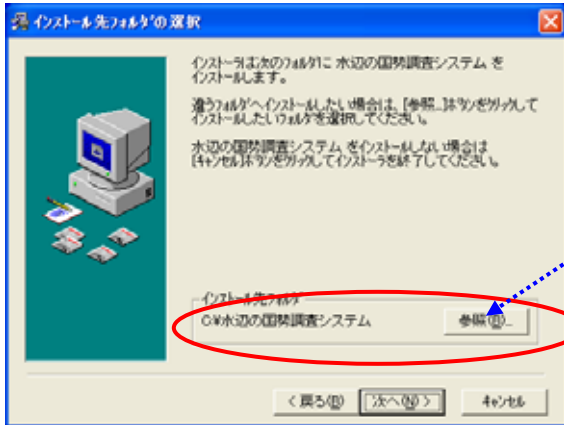 インストール先フォルダの選択
インストーラは次のフォルダに 水辺の国勢調査システム を
インストールします。
違うフォルダへインストールしたい場合は、[参照...]ボタンをクリックして
インストールしたいフォルダを選択してください。
水辺の国勢調査システム をインストールしない場合は
[キャンセル]ボタンをクリックしてインストーラを終了してください。
インストール先フォルダ
C:¥水辺の国勢調査システム
参照(R)...
< 戻る(B)
次へ(N) >
キャンセル